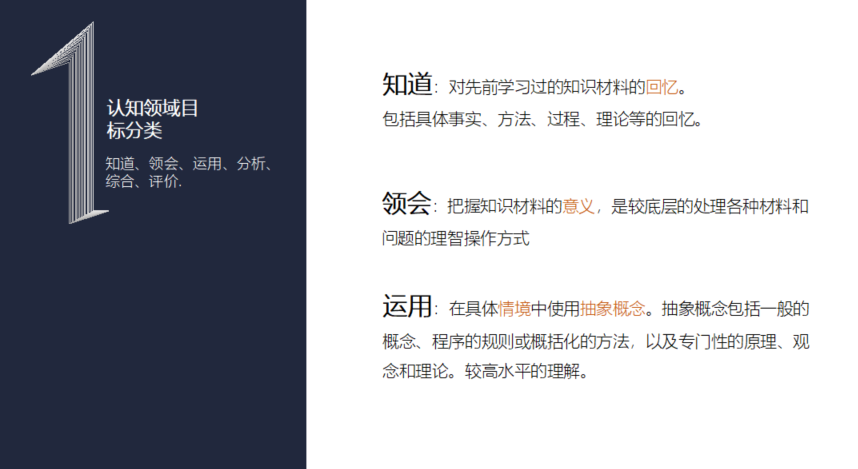 1
认知领域目
标分类
知道、领会、运用、分析、
综合、评价.
知道：对先前学习过的知识材料的回忆。
包括具体事实、方法、过程、理论等的回忆。
领会：把握知识材料的意义，是较底层的处理各种材料和
问题的理智操作方式
运用：在具体情境中使用抽象概念。抽象概念包括一般的
概念、程序的规则或概括化的方法，以及专门性的原理、观
念和理论。较高水平的理解。